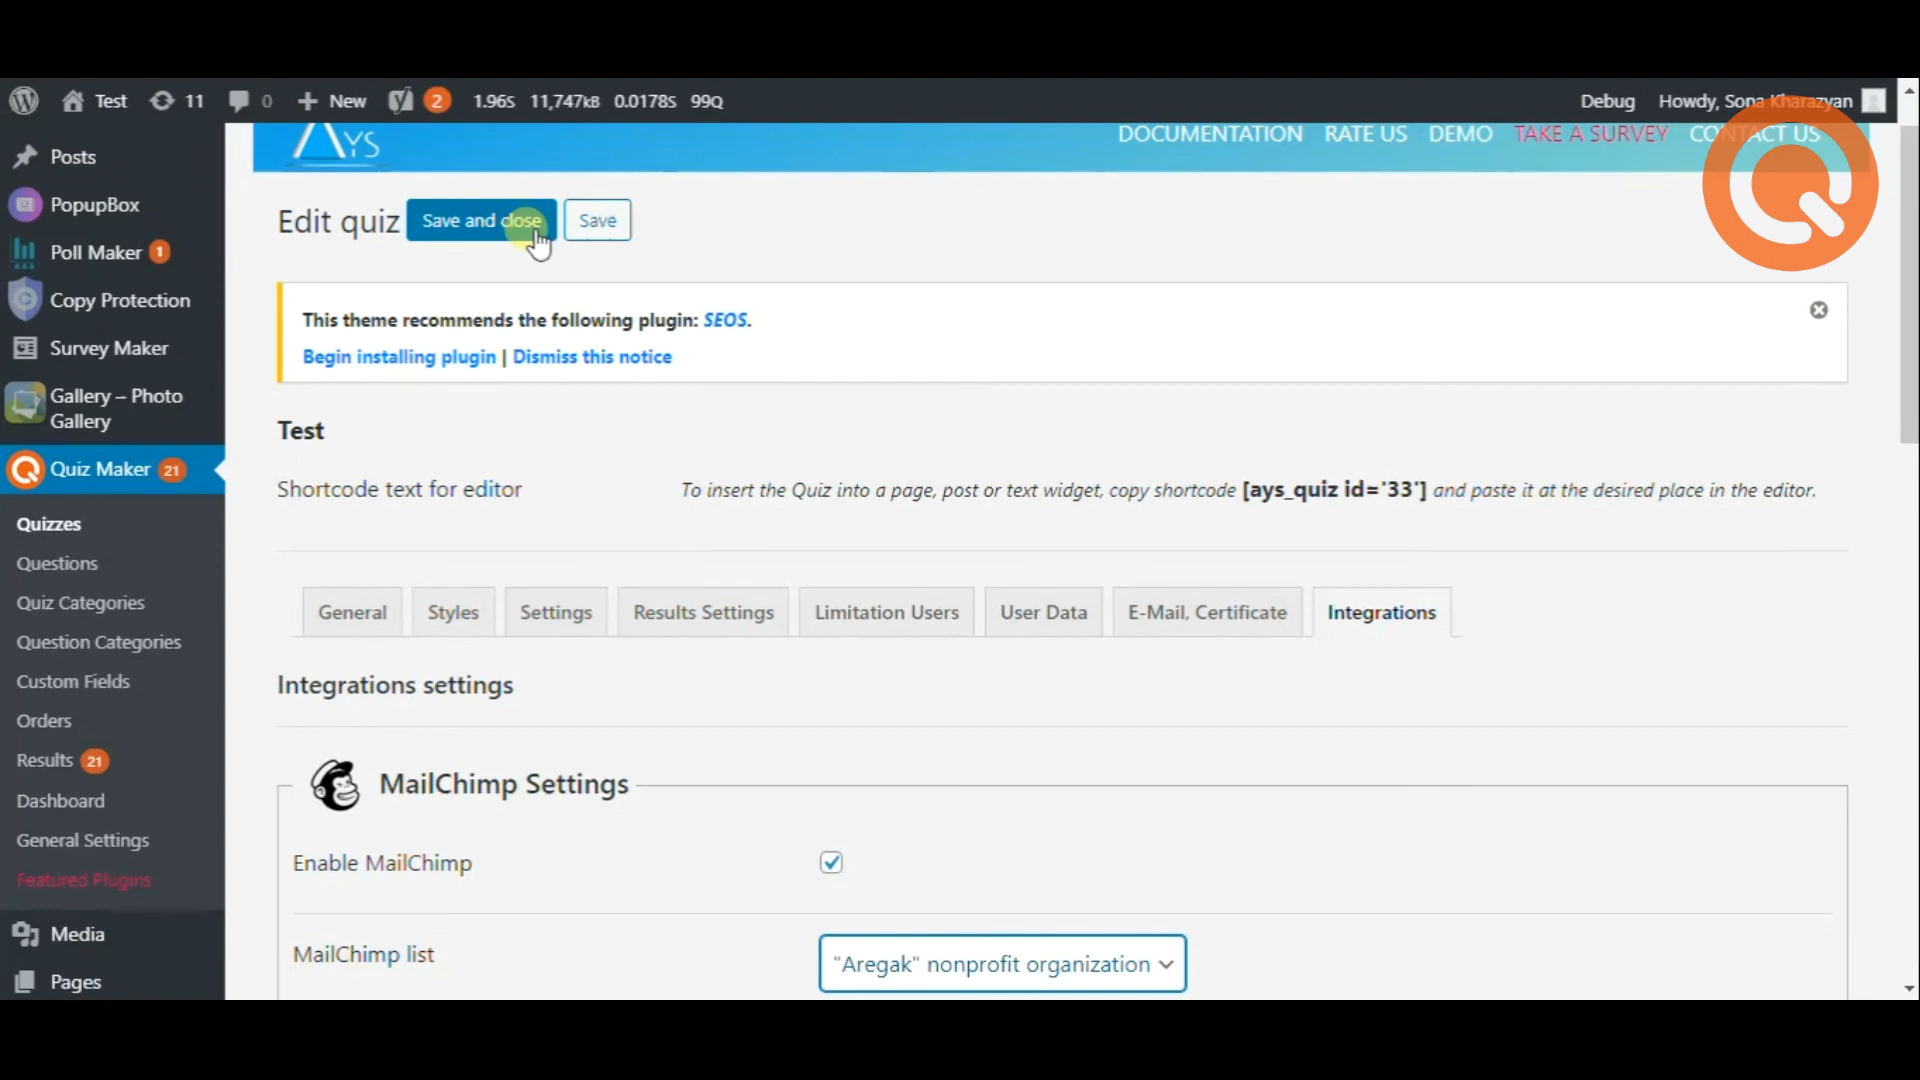 Test 11 0 New 2 1.96s 11,747kB 0.0178s 99Q Debug Howdy, Sona Kharazyan
AYS DOCUMENTATION RATE US DEMO TAKE A SURVEY CONTACT US
Posts
PopupBox
Poll Maker 1
Copy Protection
Survey Maker
Gallery – Photo
Gallery
Quiz Maker 21
Quizzes
Questions
Quiz Categories
Question Categories
Custom Fields
Orders
Results 21
Dashboard
General Settings
Featured Plugins
Media
Pages
Edit quiz Save and close Save
This theme recommends the following plugin: SEOS.
Begin installing plugin | Dismiss this notice
Test
Shortcode text for editor To insert the Quiz into a page, post or text widget, copy shortcode [ays_quiz id='33'] and paste it at the desired place in the editor.
General Styles Settings Results Settings Limitation Users User Data E-Mail, Certificate Integrations
Integrations settings
MailChimp Settings
Enable MailChimp
MailChimp list "Aregak" nonprofit organization